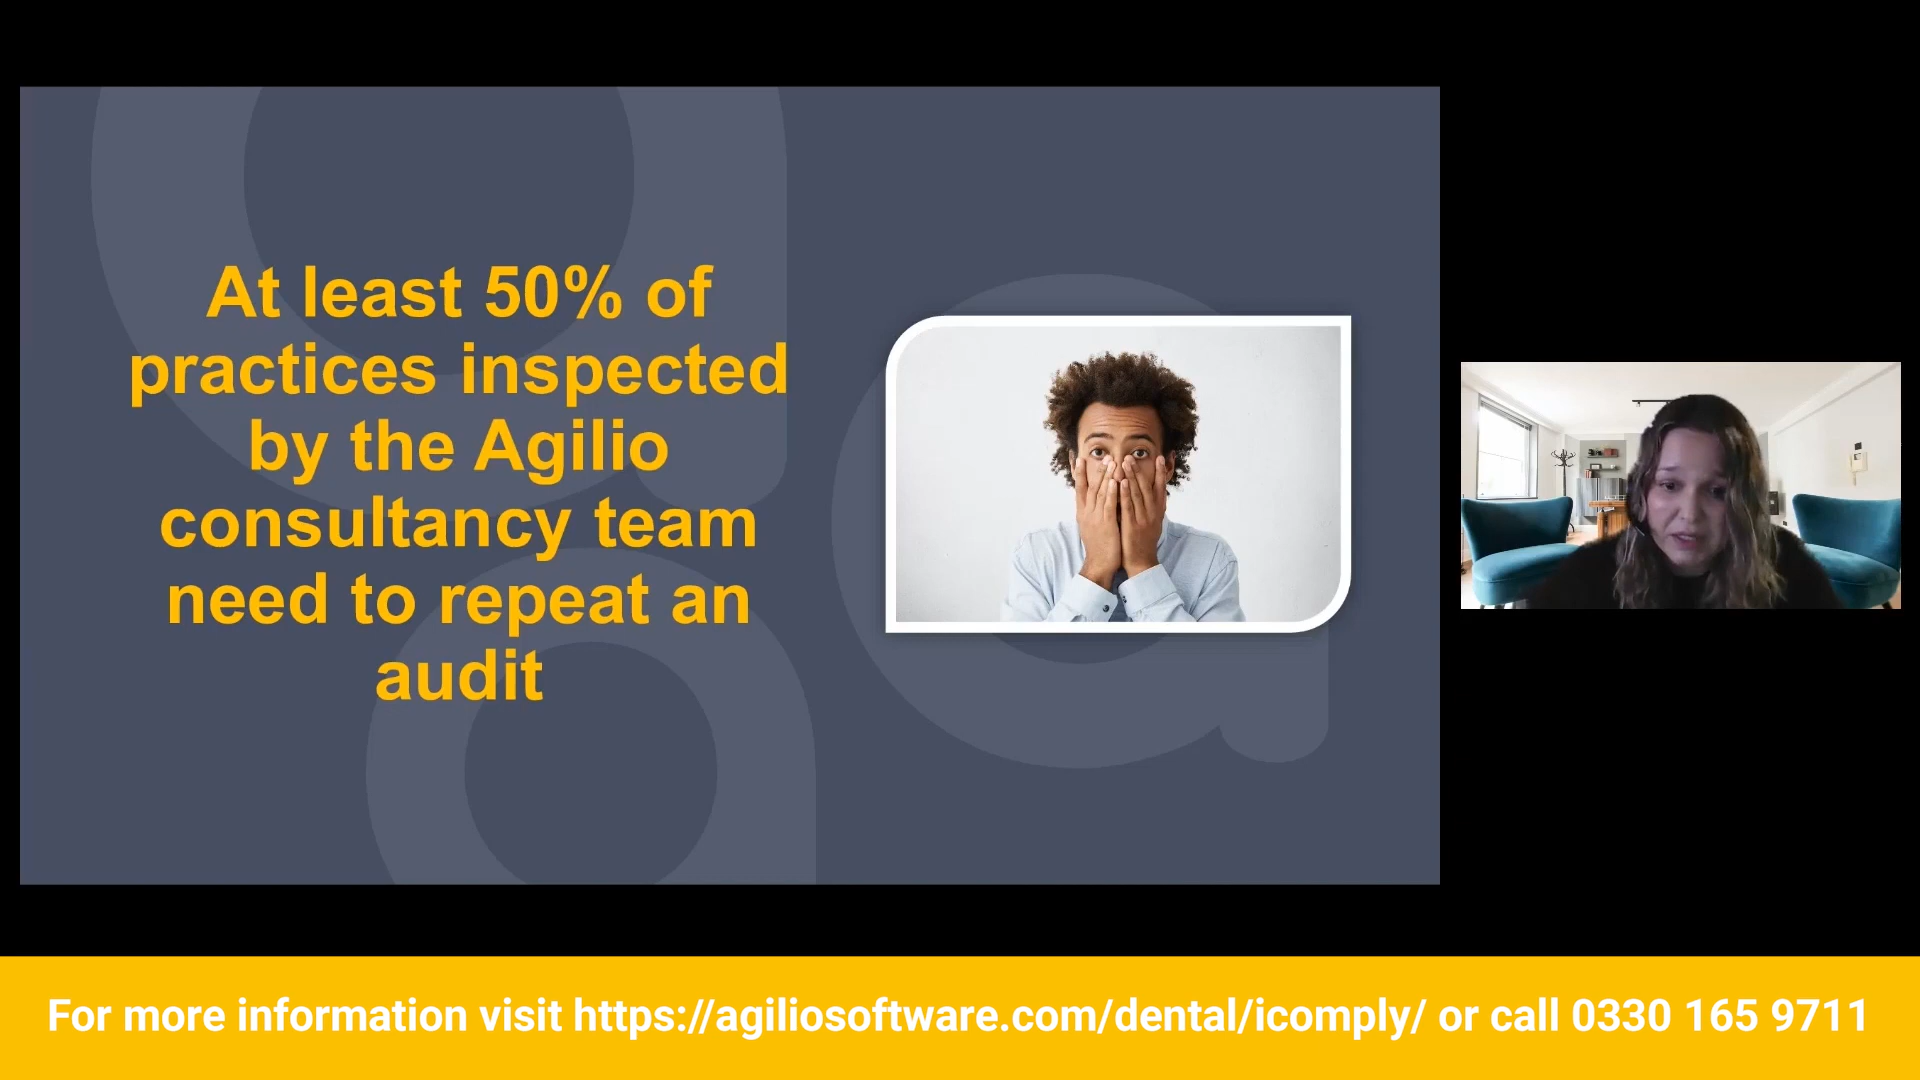 At least 50% of
practices inspected
by the Agilio
consultancy team
need to repeat an
audit
For more information visit https://agiliosoftware.com/dental/icomply/ or call 0330 165 9711